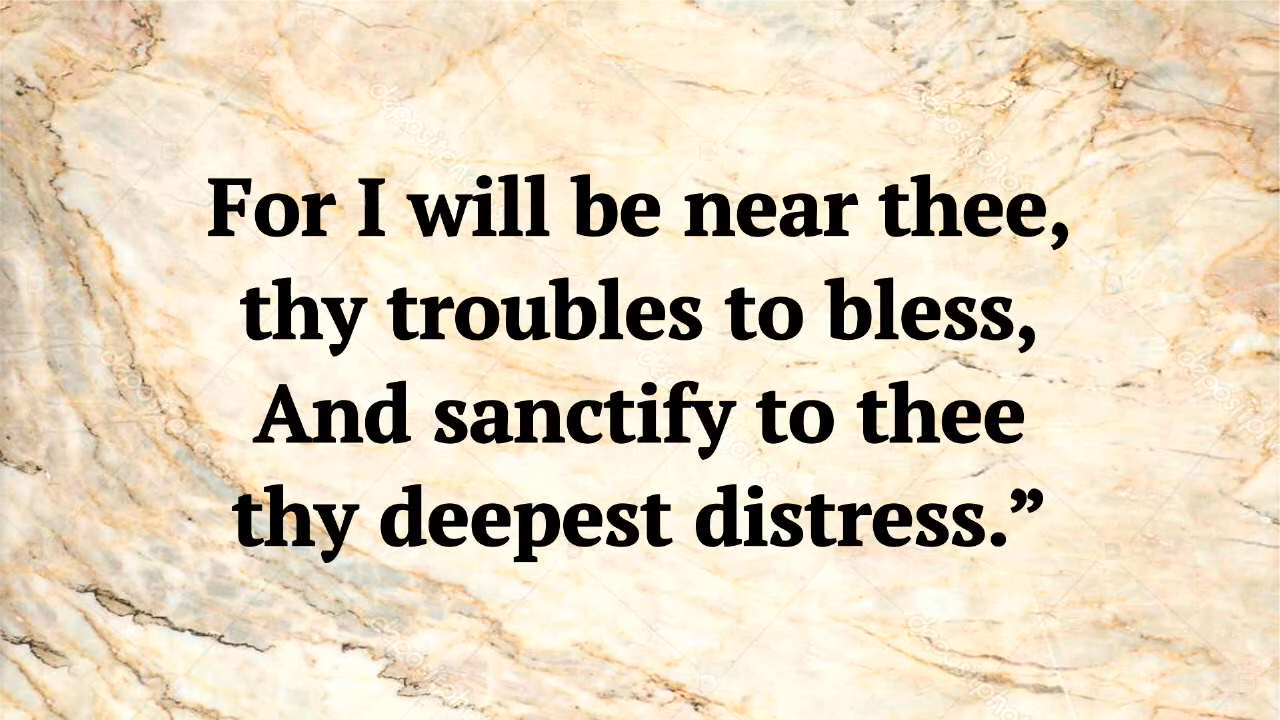 For I will be near thee,
thy troubles to bless,
And sanctify to thee
thy deepest distress.”